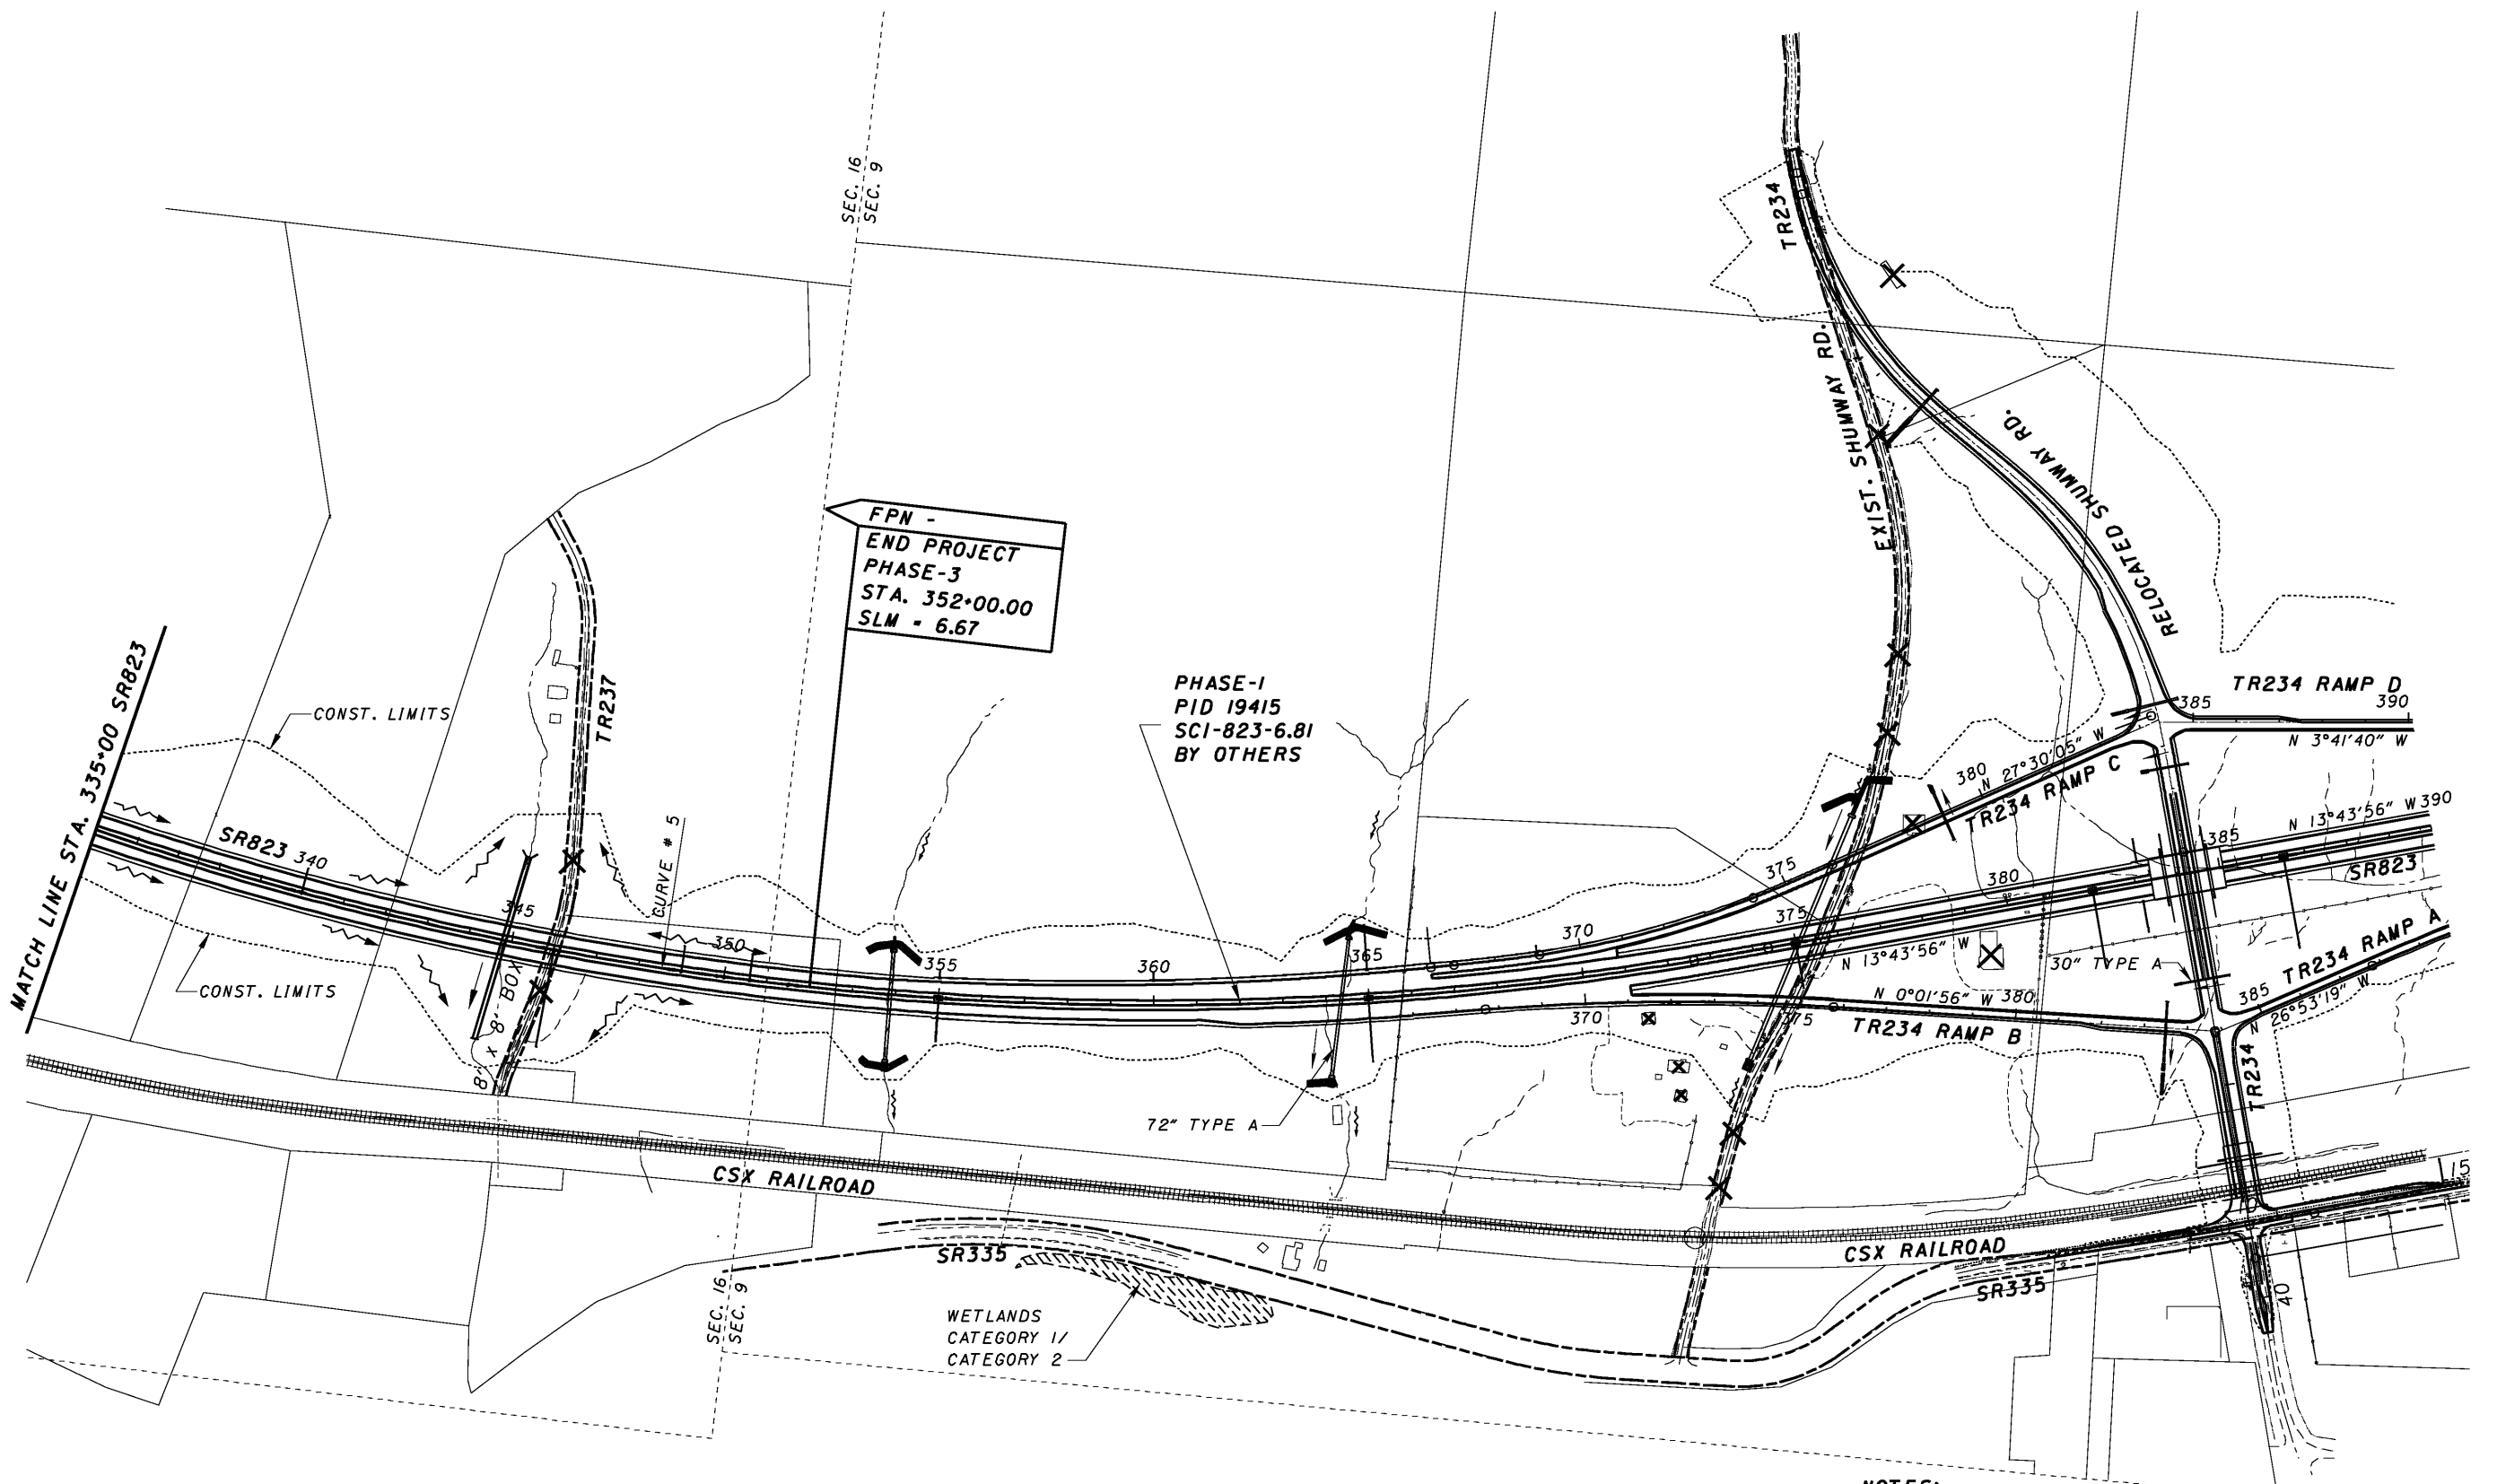 SEC. 16
SEC. 9
TR234
EXIST. SHUMWAY RD.
RELOCATED SHUMWAY RD.
FPN -
END PROJECT
PHASE-3
STA. 352+00.00
SLM = 6.67
MATCH LINE STA. 335+00 SR823
CONST. LIMITS
TR237
PHASE-1
PID 19415
SCI-823-6.81
BY OTHERS
TR234 RAMP D
385
390
N 3°41'40" W
N 27°30'05" W
380
TR234 RAMP C
375
370
SR823
340
345
CURVE # 5
350
355
360
365
375
380
385
N 13°43'56" W
390
SR823
N 13°43'56" W
30" TYPE A
TR234 RAMP A
385
N 26°53'19" W
N 0°01'56" W
380
370
375
TR234 RAMP B
CONST. LIMITS
8' x 8' BOX
72" TYPE A
TR234
CSX RAILROAD
CSX RAILROAD
15
SR335
SR335
40
SEC. 16
SEC. 9
WETLANDS
CATEGORY 1/
CATEGORY 2
NOTES: